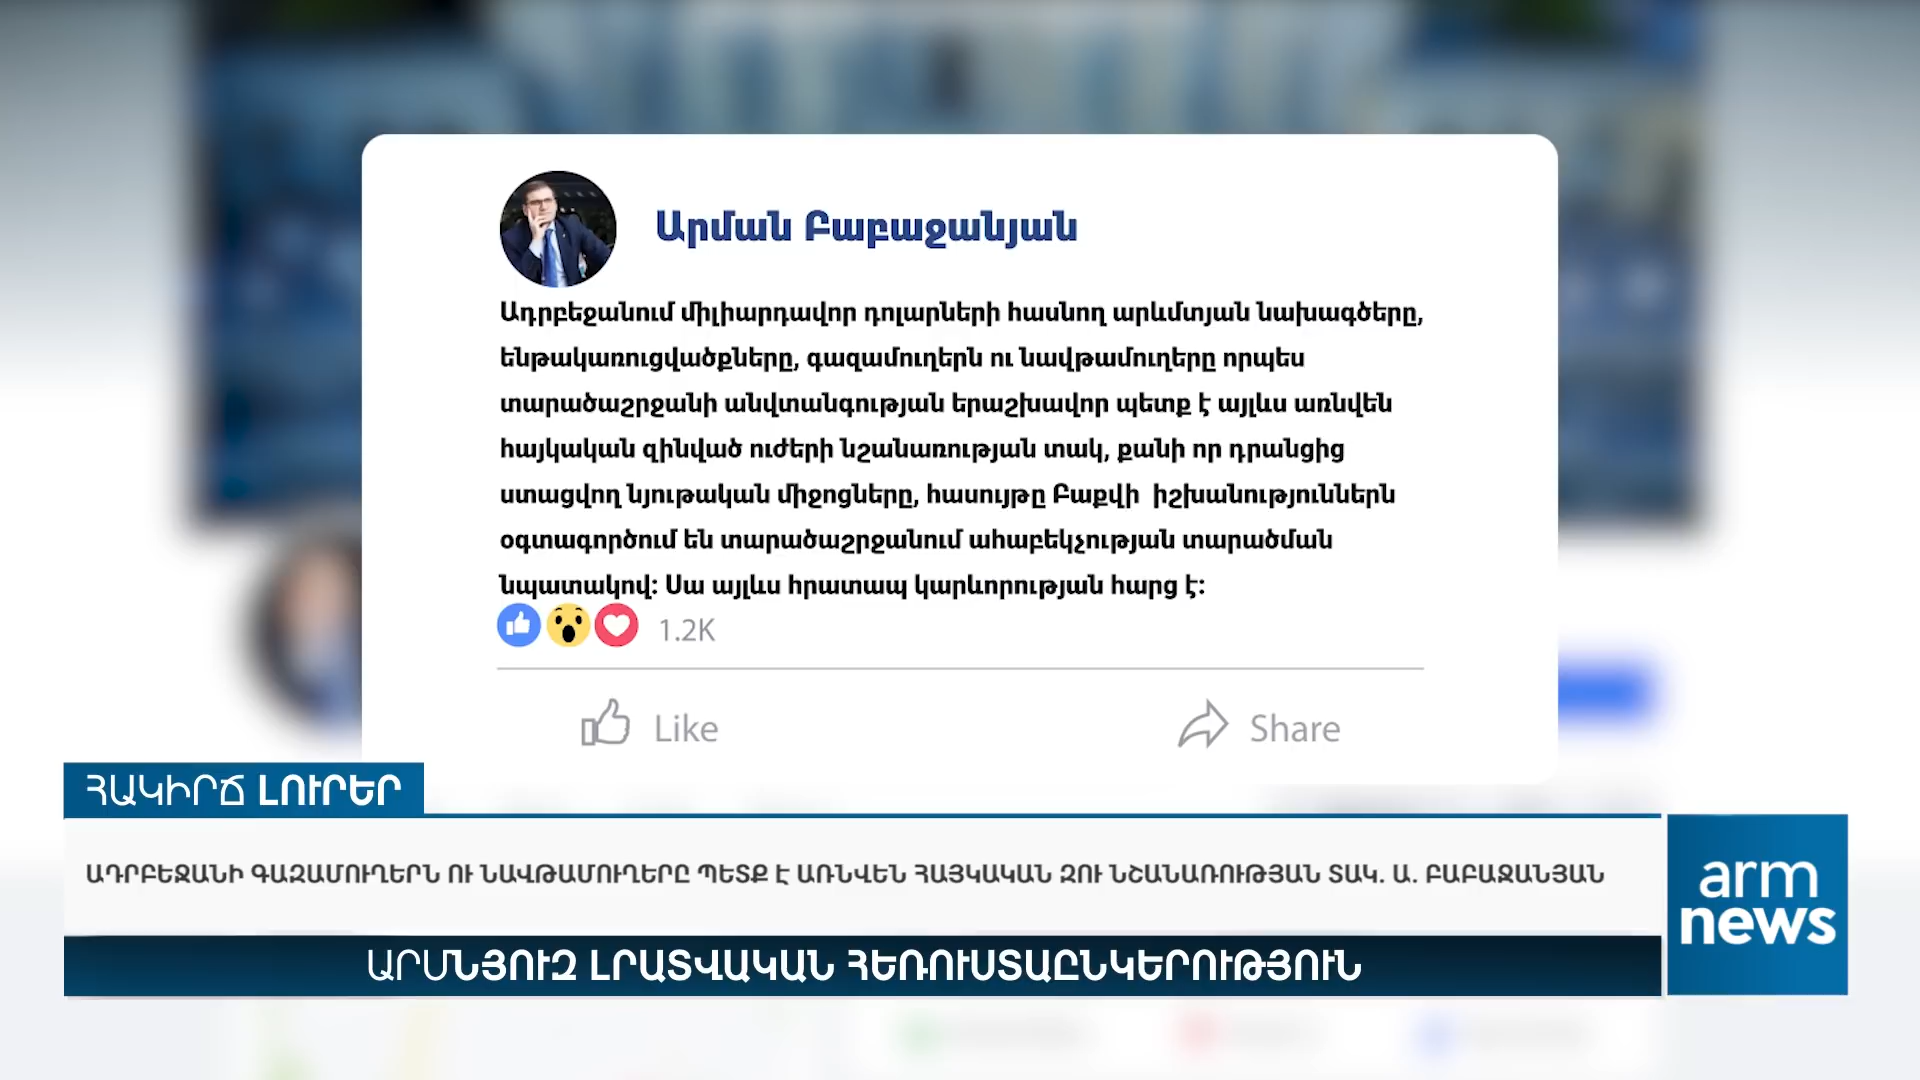 Արման Բաբաջանյան
Ադրբեջանում միլիարդավոր դոլարների հասնող արևմտյան նախագծերը,
ենթակառուցվածքները, գազամուղերն ու նավթամուղերը որպես
տարածաշրջանի անվտանգության երաշխավոր պետք է այլևս առնվեն
հայկական զինված ուժերի նշանառության տակ, քանի որ դրանցից
ստացվող նյութական միջոցները, հասույթը Բաքվի իշխանություններն
օգտագործում են տարածաշրջանում ահաբեկչության տարածման
նպատակով: Սա այլևս հրատապ կարևորության հարց է:
1.2K
Like
Share
ՀԱԿԻՐՃ ԼՈՒՐԵՐ
ԱԴՐԲԵՋԱՆԻ ԳԱԶԱՄՈՒՂԵՐՆ ՈՒ ՆԱՎԹԱՄՈՒՂԵՐԸ ՊԵՏՔ Է ԱՌՆՎԵՆ ՀԱՅԿԱԿԱՆ ԶՈՒ ՆՇԱՆԱՌՈՒԹՅԱՆ ՏԱԿ. Ա. ԲԱԲԱՋԱՆՅԱՆ
arm
news
ԱՐՄՆՅՈՒԶ ԼՐԱՏՎԱԿԱՆ ՀԵՌՈՒՍՏԱԸՆԿԵՐՈՒԹՅՈՒՆ